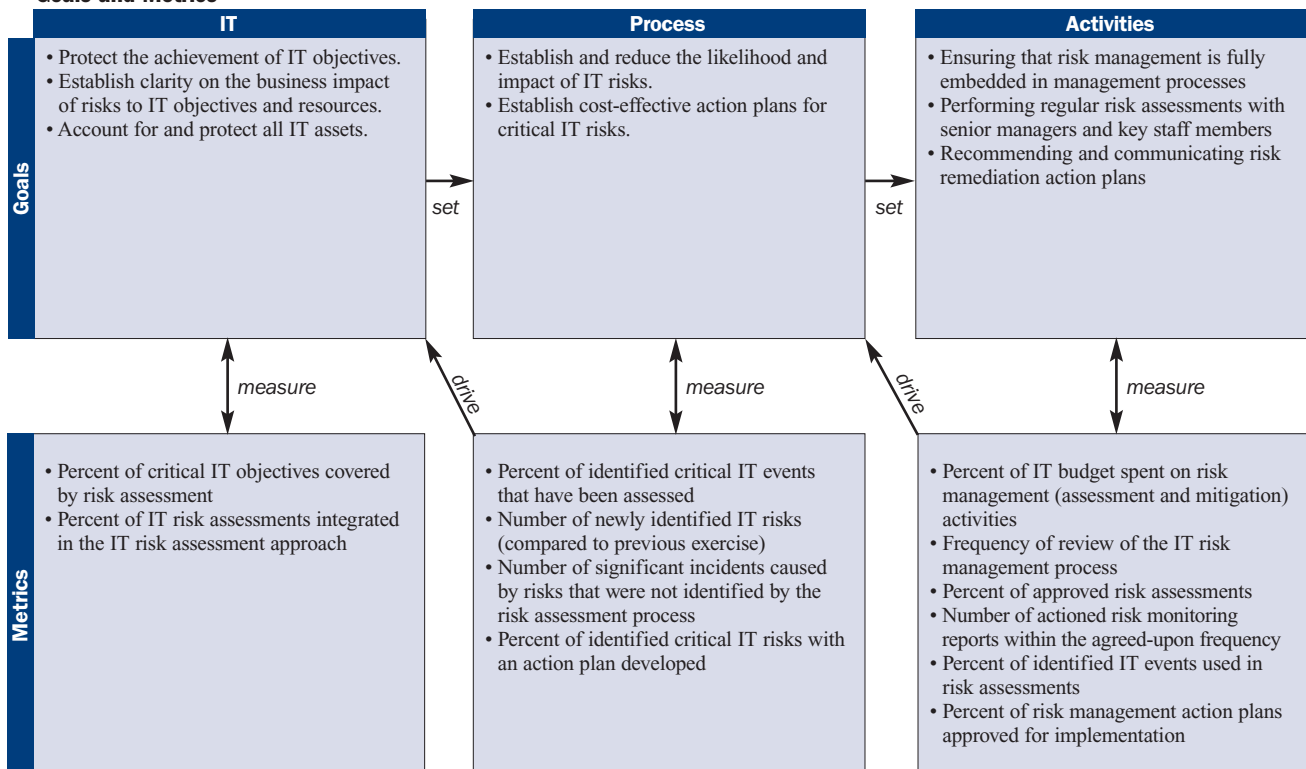 Goals and Metrics
IT
Process
Activities
Goals
• Protect the achievement of IT objectives.
• Establish clarity on the business impact
of risks to IT objectives and resources.
• Account for and protect all IT assets.
set
• Establish and reduce the likelihood and
impact of IT risks.
• Establish cost-effective action plans for
critical IT risks.
set
• Ensuring that risk management is fully
embedded in management processes
• Performing regular risk assessments with
senior managers and key staff members
• Recommending and communicating risk
remediation action plans
measure
drive
measure
drive
measure
Metrics
• Percent of critical IT objectives covered
by risk assessment
• Percent of IT risk assessments integrated
in the IT risk assessment approach
• Percent of identified critical IT events
that have been assessed
• Number of newly identified IT risks
(compared to previous exercise)
• Number of significant incidents caused
by risks that were not identified by the
risk assessment process
• Percent of identified critical IT risks with
an action plan developed
• Percent of IT budget spent on risk
management (assessment and mitigation)
activities
• Frequency of review of the IT risk
management process
• Percent of approved risk assessments
• Number of actioned risk monitoring
reports within the agreed-upon frequency
• Percent of identified IT events used in
risk assessments
• Percent of risk management action plans
approved for implementation